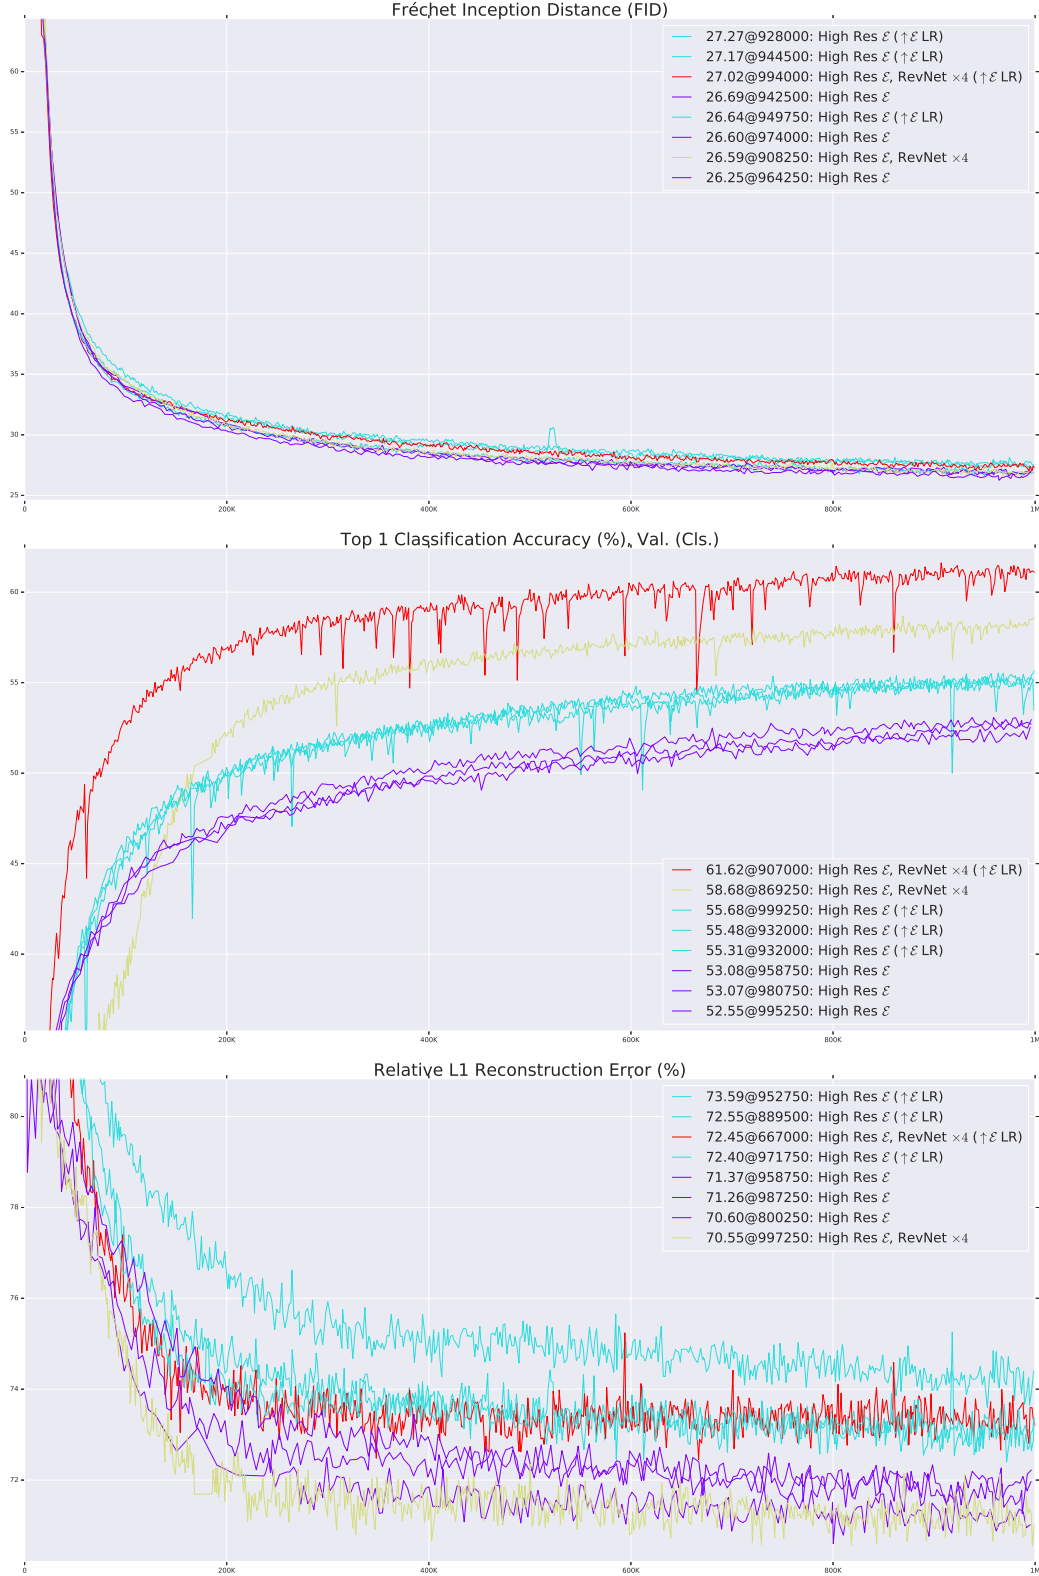 Fréchet Inception Distance (FID)
27.27@928000: High Res ℰ (↑ℰ LR)
27.17@944500: High Res ℰ (↑ℰ LR)
27.02@994000: High Res ℰ, RevNet ×4 (↑ℰ LR)
26.69@942500: High Res ℰ
26.64@949750: High Res ℰ (↑ℰ LR)
26.60@974000: High Res ℰ
26.59@908250: High Res ℰ, RevNet ×4
26.25@964250: High Res ℰ
60
55
50
45
40
35
30
25
0 200K 400K 600K 800K 1M
Top 1 Classification Accuracy (%), Val. (Cls.)
60
55
50
45
40
61.62@907000: High Res ℰ, RevNet ×4 (↑ℰ LR)
58.68@869250: High Res ℰ, RevNet ×4
55.68@999250: High Res ℰ (↑ℰ LR)
55.48@932000: High Res ℰ (↑ℰ LR)
55.31@932000: High Res ℰ (↑ℰ LR)
53.08@958750: High Res ℰ
53.07@980750: High Res ℰ
52.55@995250: High Res ℰ
0 200K 400K 600K 800K 1M
Relative L1 Reconstruction Error (%)
73.59@952750: High Res ℰ (↑ℰ LR)
72.55@889500: High Res ℰ (↑ℰ LR)
72.45@667000: High Res ℰ, RevNet ×4 (↑ℰ LR)
72.40@971750: High Res ℰ (↑ℰ LR)
71.37@958750: High Res ℰ
71.26@987250: High Res ℰ
70.60@800250: High Res ℰ
70.55@997250: High Res ℰ, RevNet ×4
80
78
76
74
72
0 200K 400K 600K 800K 1M